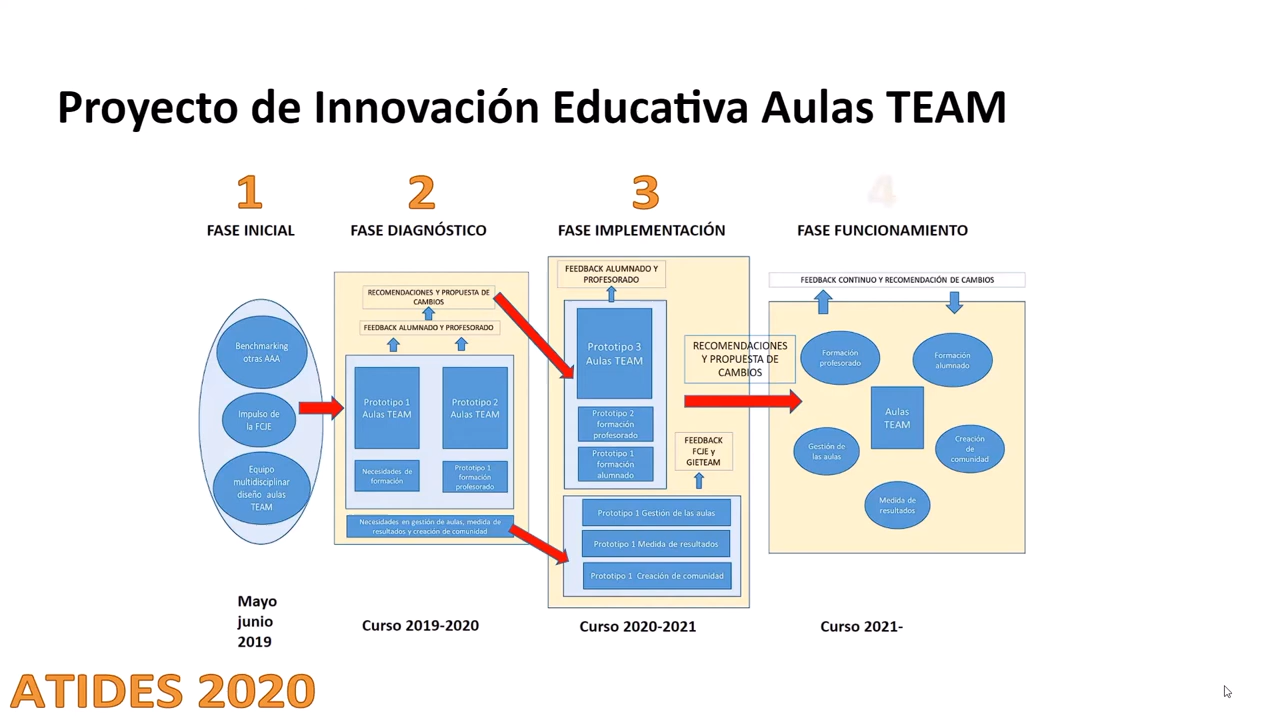 Proyecto de Innovación Educativa Aulas TEAM
1
FASE INICIAL
Benchmarking
otras AAA
Impulso de
la FCJE
Equipo
multidisciplinar
diseño aulas
TEAM
Mayo
junio
2019
2
FASE DIAGNÓSTICO
RECOMENDACIONES Y PROPUESTA DE
CAMBIOS
FEEDBACK ALUMNADO Y PROFESORADO
Prototipo 1
Aulas TEAM
Prototipo 2
Aulas TEAM
Necesidades de
formación
Prototipo 1
formación
profesorado
Necesidades en gestión de aulas, medida de
resultados y creación de comunidad
Curso 2019-2020
3
FASE IMPLEMENTACIÓN
FEEDBACK ALUMNADO Y
PROFESORADO
Prototipo 3
Aulas TEAM
Prototipo 2
formación
profesorado
Prototipo 1
formación
alumnado
FEEDBACK
FCJE y
GIETEAM
Prototipo 1 Gestión de las aulas
Prototipo 1 Medida de resultados
Prototipo 1 Creación de comunidad
Curso 2020-2021
RECOMENDACIONES
Y PROPUESTA DE
CAMBIOS
4
FASE FUNCIONAMIENTO
FEEDBACK CONTINUO Y RECOMENDACIÓN DE CAMBIOS
Formación
profesorado
Formación
alumnado
Aulas
TEAM
Gestión de
las aulas
Creación
de
comunidad
Medida de
resultados
Curso 2021-
ATIDES 2020